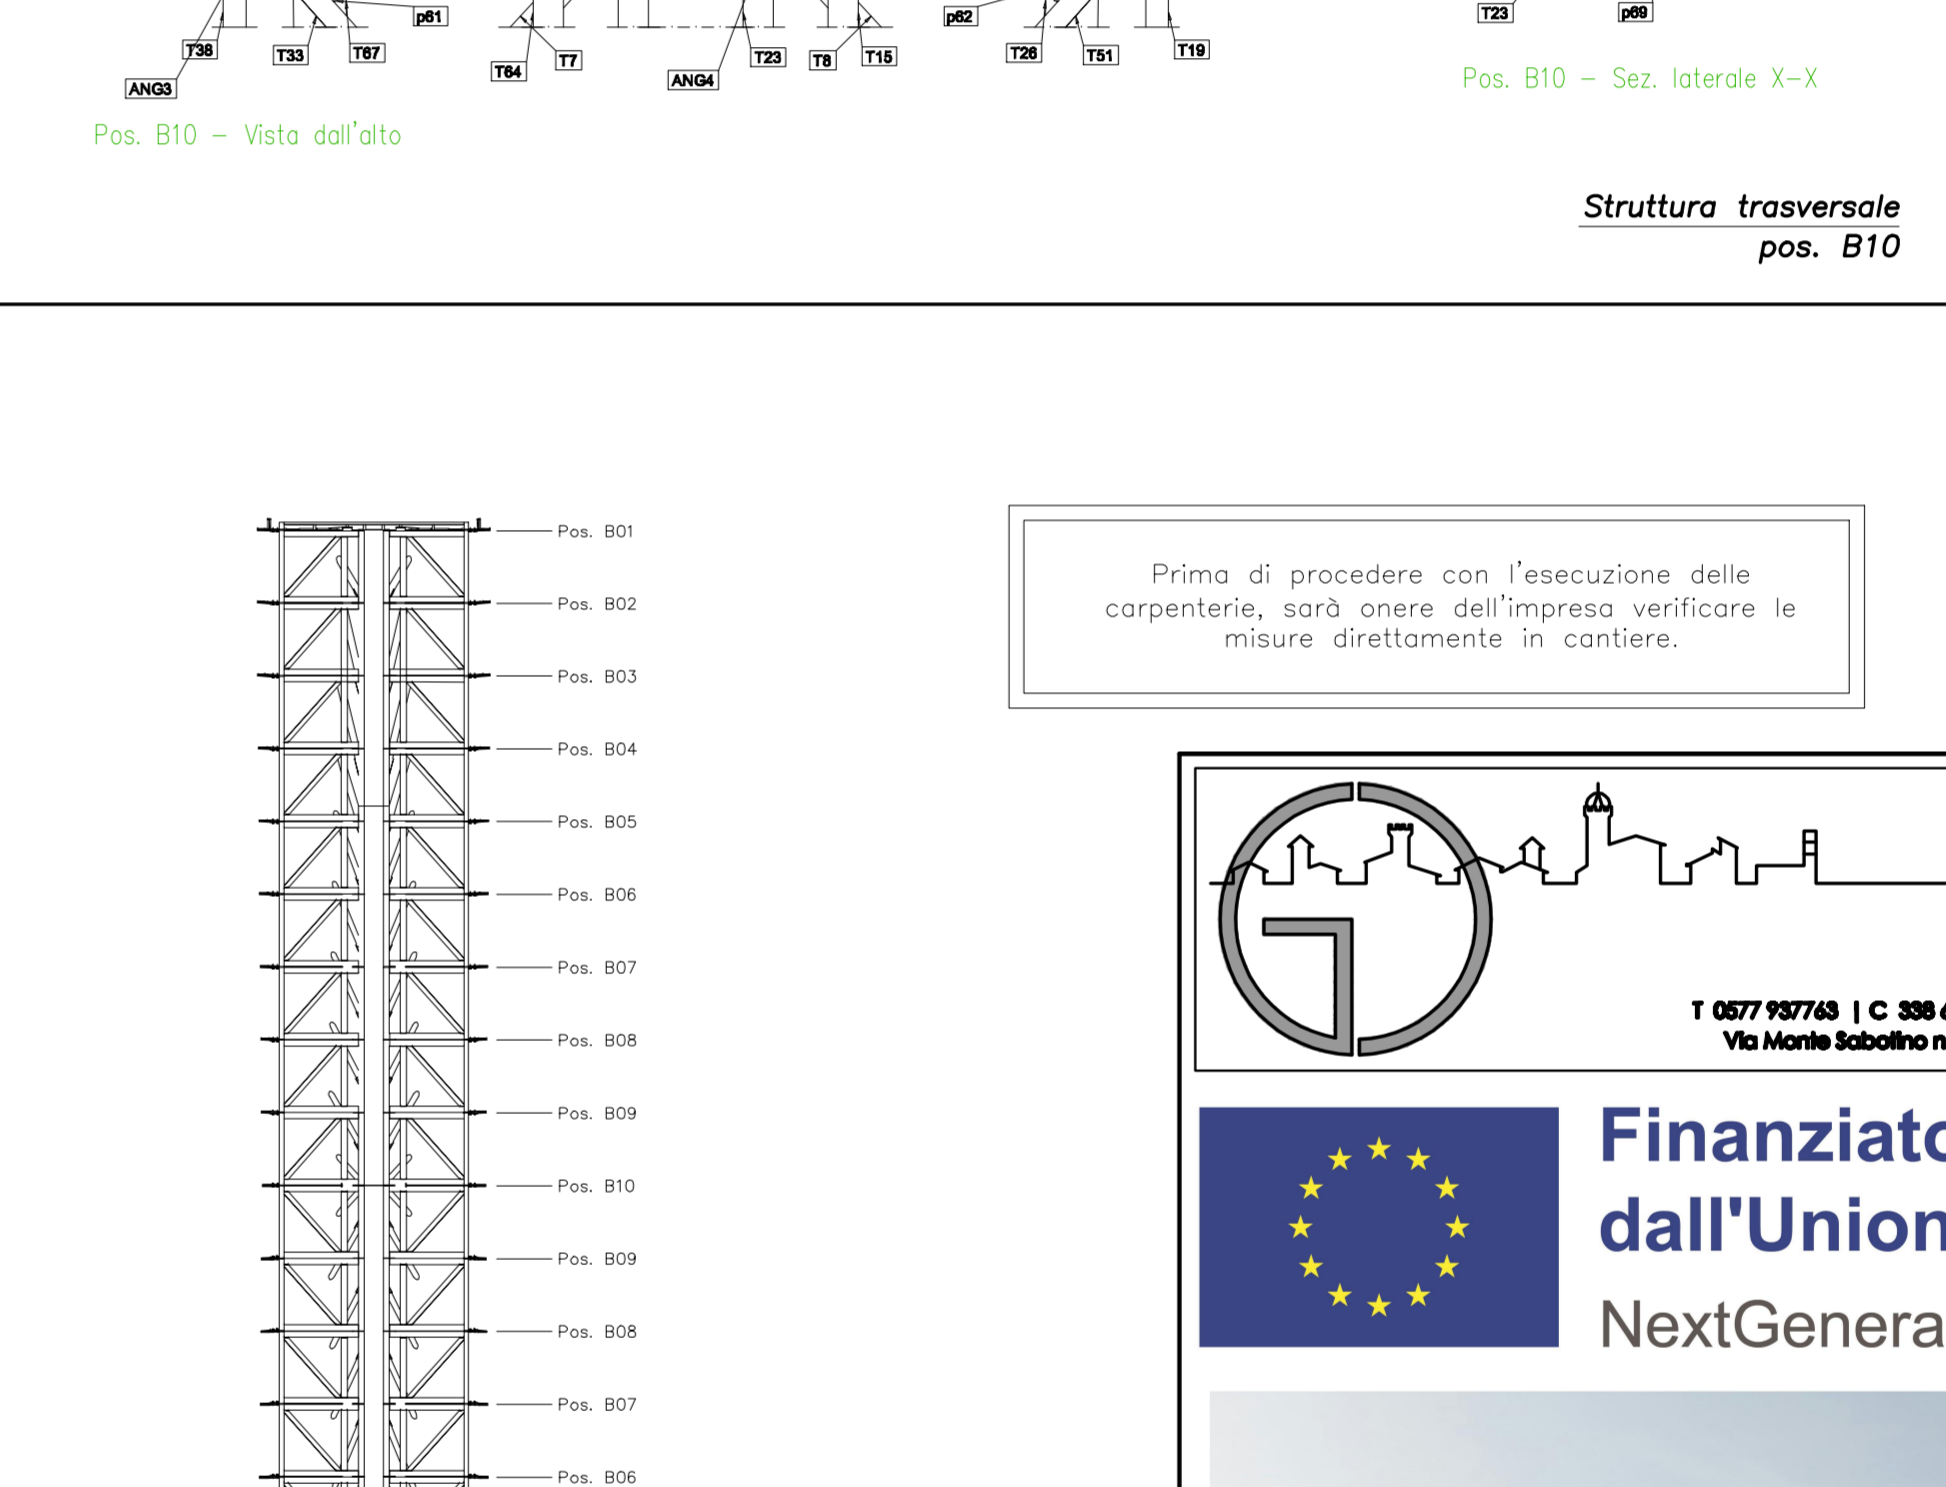 p61
p62
T23
p69
T38
T33
T67
T64
T7
T23
T8
T15
T26
T51
T19
ANG3
ANG4
Pos. B10 – Sez. laterale X–X
Pos. B10 – Vista dall'alto
Struttura trasversale
pos. B10
Pos. B01
Pos. B02
Pos. B03
Pos. B04
Pos. B05
Pos. B06
Pos. B07
Pos. B08
Pos. B09
Pos. B10
Pos. B09
Pos. B08
Pos. B07
Pos. B06
Prima di procedere con l'esecuzione delle
carpenterie, sarà onere dell'impresa verificare le
misure direttamente in cantiere.
T 0577 937763 | C 338
Via Monte Sabotino n
Finanziato
dall'Union
NextGenera